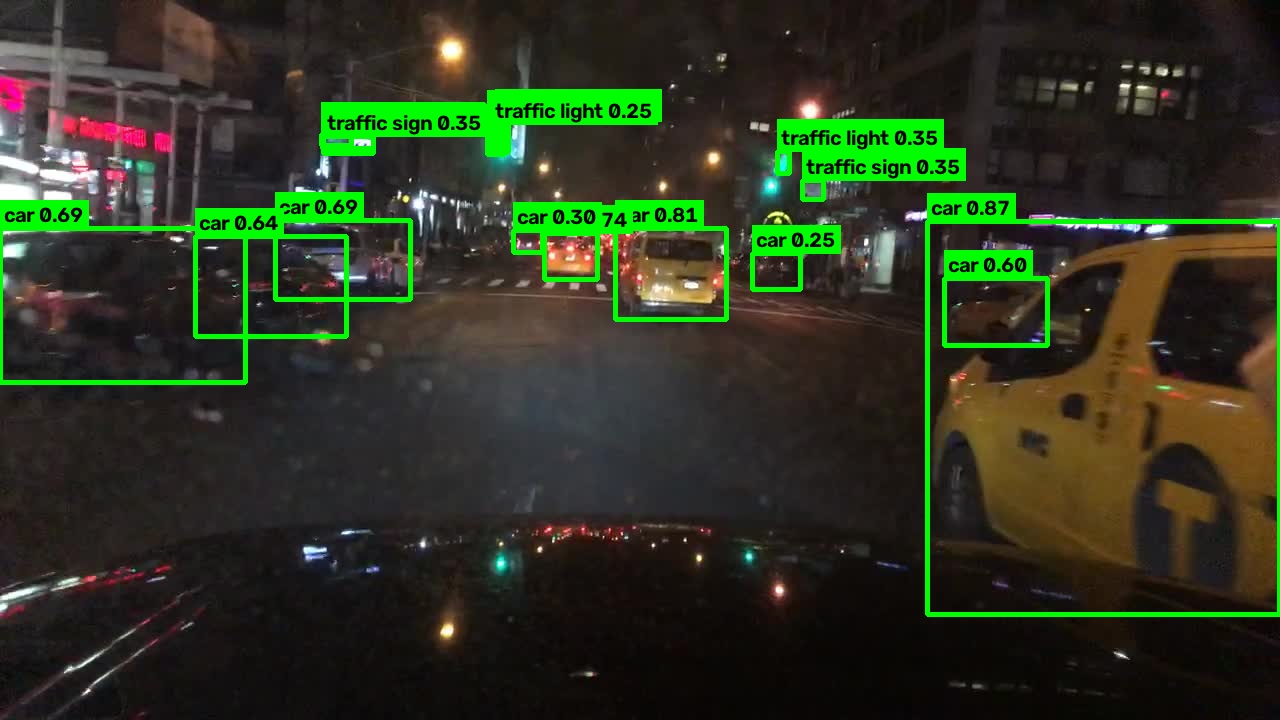 traffic light 0.25
traffic sign 0.35
traffic light 0.35
traffic sign 0.35
car 0.69
car 0.87
car 0.69
car 0.64
car 0.30
74
ar 0.81
car 0.25
car 0.60
NYC
T